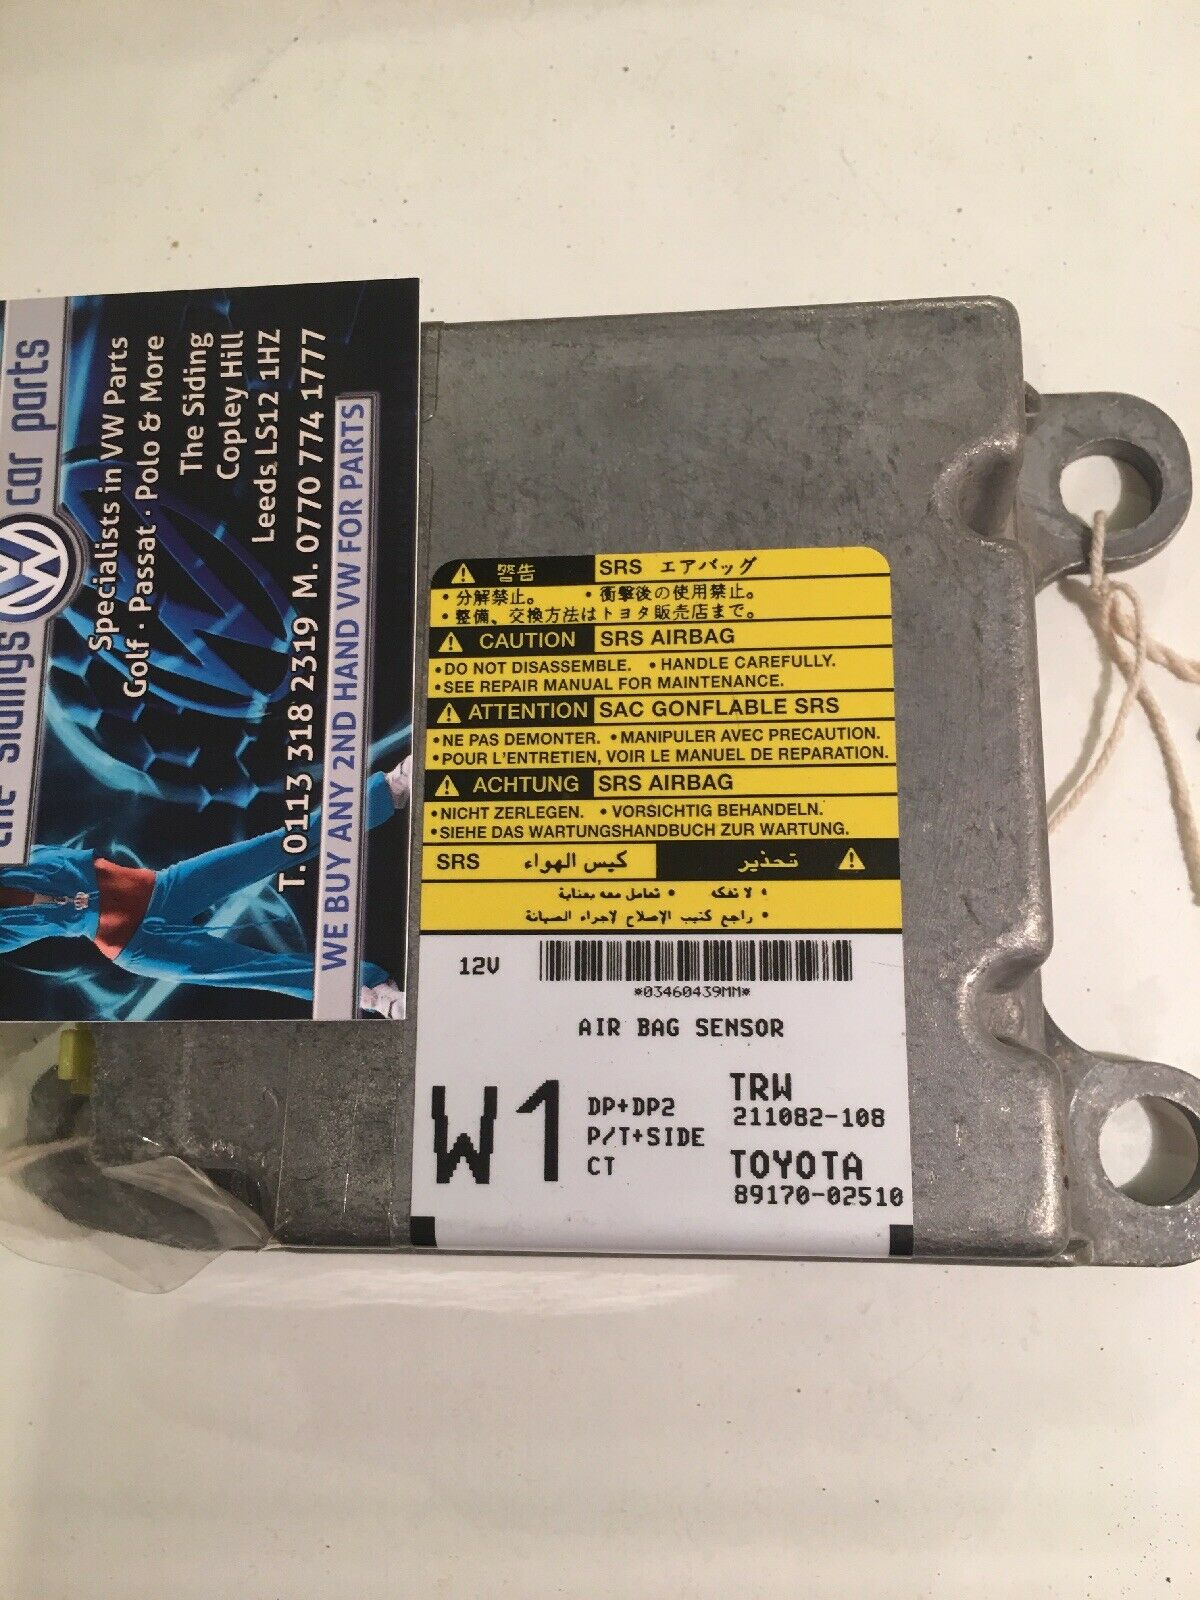 the sidings
car parts
Specialists in VW Parts
Golf · Passat · Polo & More
The Siding
Copley Hill
Leeds LS12 1HZ
T. 0113 318 2319 M. 0770 774 1777
WE BUY ANY 2ND HAND VW FOR PARTS
警告 SRS エアバッグ
・分解禁止。 ・衝撃後の使用禁止。
・整備、交換方法はトヨタ販売店まで。
CAUTION SRS AIRBAG
•DO NOT DISASSEMBLE. •HANDLE CAREFULLY.
•SEE REPAIR MANUAL FOR MAINTENANCE.
ATTENTION SAC GONFLABLE SRS
•NE PAS DEMONTER. •MANIPULER AVEC PRECAUTION.
•POUR L'ENTRETIEN, VOIR LE MANUEL DE REPARATION.
ACHTUNG SRS AIRBAG
•NICHT ZERLEGEN. •VORSICHTIG BEHANDELN.
•SIEHE DAS WARTUNGSHANDBUCH ZUR WARTUNG.
تحذير كيس الهواء SRS
• لا تفكه • تعامل معه بعناية
• راجع كتيب الإصلاح لإجراء الصيانة
12V
*03460439MM*
AIR BAG SENSOR
W1
DP+DP2
P/T+SIDE
CT
TRW
211082-108
TOYOTA
89170-02510